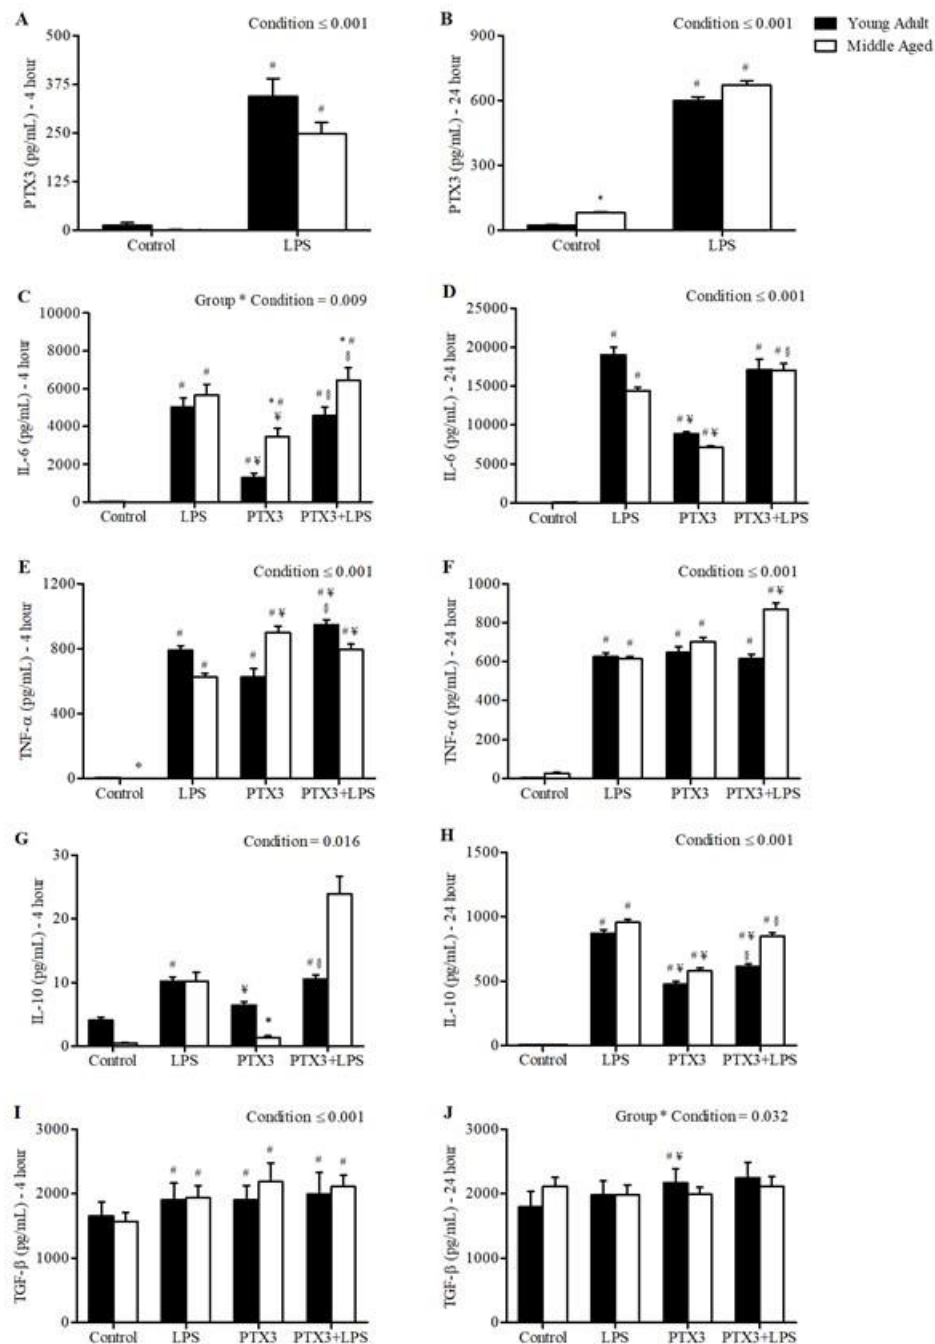 A
Condition ≤ 0.001
PTX3 (pg/mL) - 4 hour
500
375
250
125
0
#
#
Control
LPS
B
Condition ≤ 0.001
Young Adult
Middle Aged
PTX3 (pg/mL) - 24 hour
900
600
300
0
*
#
#
Control
LPS
C
Group * Condition = 0.009
IL-6 (pg/mL) - 4 hour
10000
8000
6000
4000
2000
0
#
#
# ¥
* #
¥
# §
* #
§
Control
LPS
PTX3
PTX3+LPS
D
Condition ≤ 0.001
IL-6 (pg/mL) - 24 hour
25000
20000
15000
10000
5000
0
#
#
# ¥
# ¥
#
# §
Control
LPS
PTX3
PTX3+LPS
E
Condition ≤ 0.001
TNF-α (pg/mL) - 4 hour
1200
800
400
0
*
#
#
#
# ¥
# ¥
§
# ¥
Control
LPS
PTX3
PTX3+LPS
F
Condition ≤ 0.001
TNF-α (pg/mL) - 24 hour
1000
800
600
400
200
0
#
#
#
#
#
# ¥
Control
LPS
PTX3
PTX3+LPS
G
Condition = 0.016
IL-10 (pg/mL) - 4 hour
30
20
10
0
#
¥
*
# §
Control
LPS
PTX3
PTX3+LPS
H
Condition ≤ 0.001
IL-10 (pg/mL) - 24 hour
1500
1000
500
0
#
#
# ¥
# ¥
# ¥
§
# §
Control
LPS
PTX3
PTX3+LPS
I
Condition ≤ 0.001
TGF-β (pg/mL) - 4 hour
3000
2000
1000
0
#
#
#
#
#
#
Control
LPS
PTX3
PTX3+LPS
J
Group * Condition = 0.032
TGF-β (pg/mL) - 24 hour
3000
2000
1000
0
# ¥
Control
LPS
PTX3
PTX3+LPS